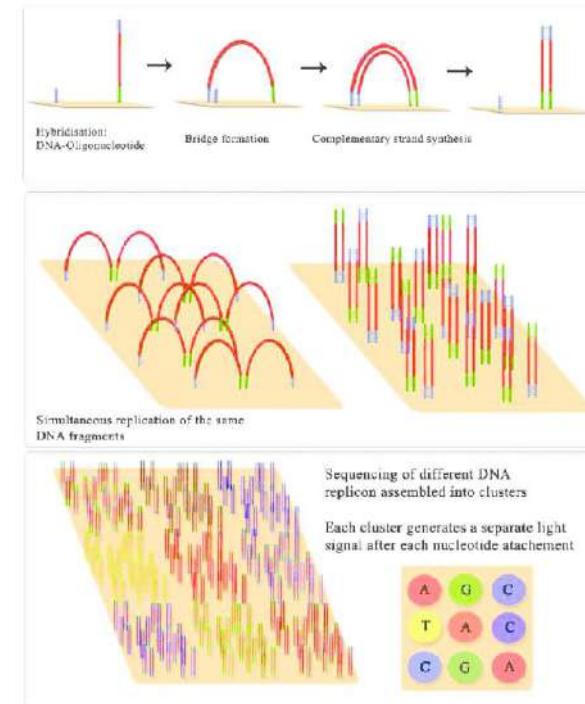 Hybridisation:
DNA-Oligonucleotide
Bridge formation
Complementary strand synthesis
Simultaneous replication of the same
DNA fragments
Sequencing of different DNA
replicon assembled into clusters
Each cluster generates a separate light
signal after each nucleotide atachement
A G C
T A C
C G A